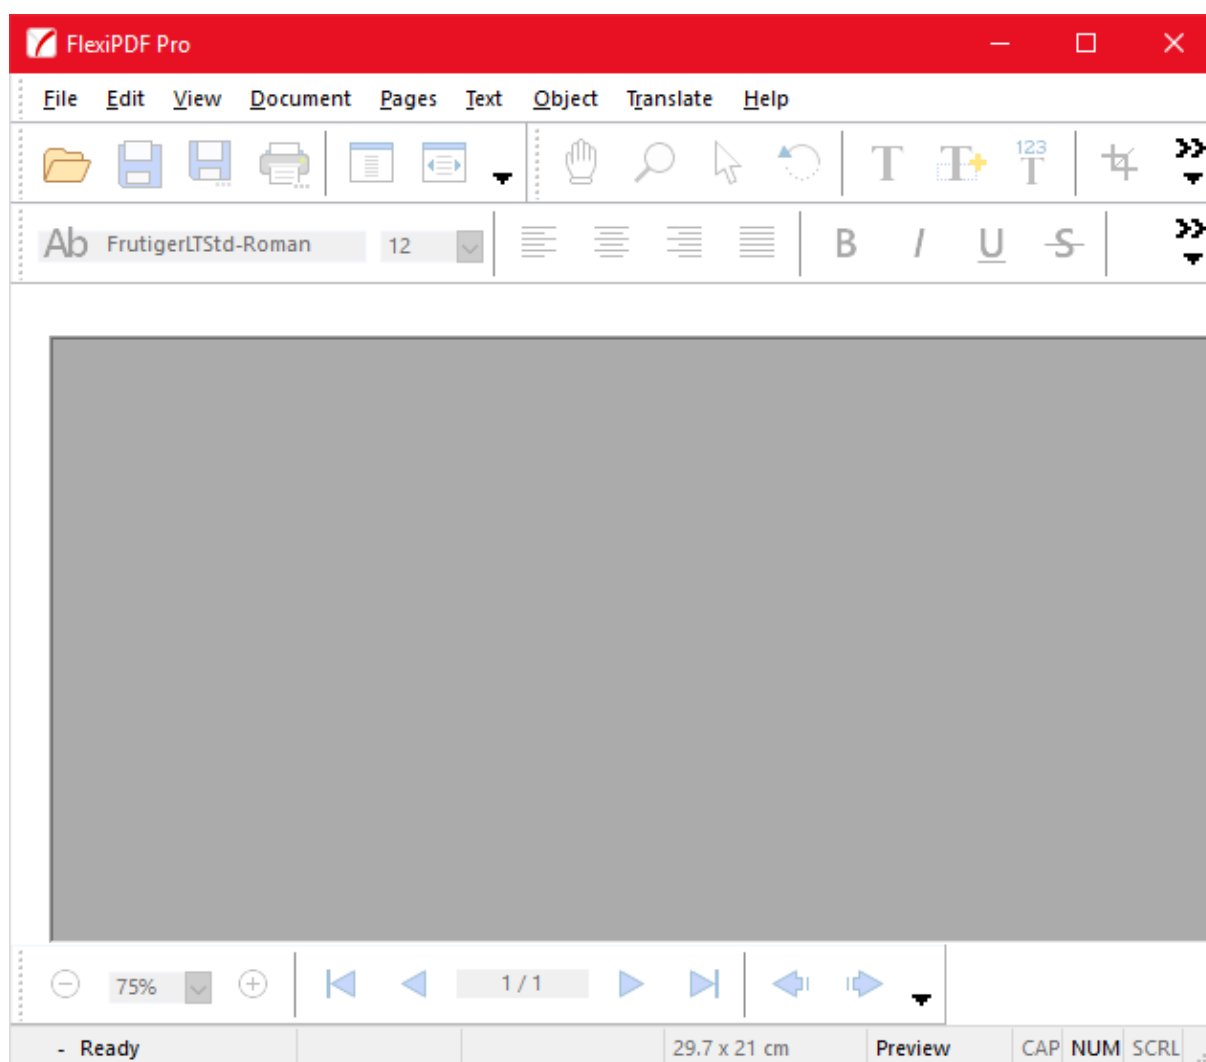 FlexiPDF Pro
File Edit View Document Pages Text Object Translate Help
T T 123 T
Ab FrutigerLTStd-Roman 12 B I U S
75% 1 / 1
- Ready 29.7 x 21 cm Preview CAP NUM SCRL